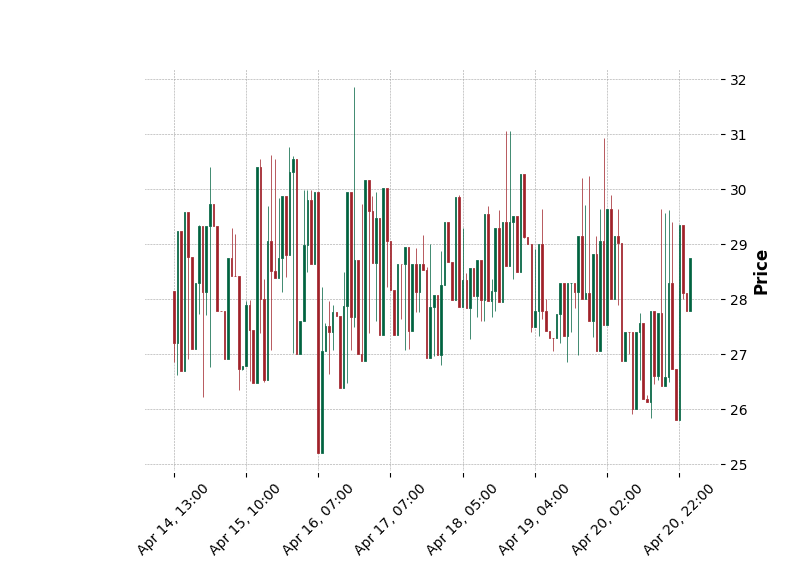 32
31
30
29
28
27
26
25
Price
Apr 14, 13:00
Apr 15, 10:00
Apr 16, 07:00
Apr 17, 07:00
Apr 18, 05:00
Apr 19, 04:00
Apr 20, 02:00
Apr 20, 22:00